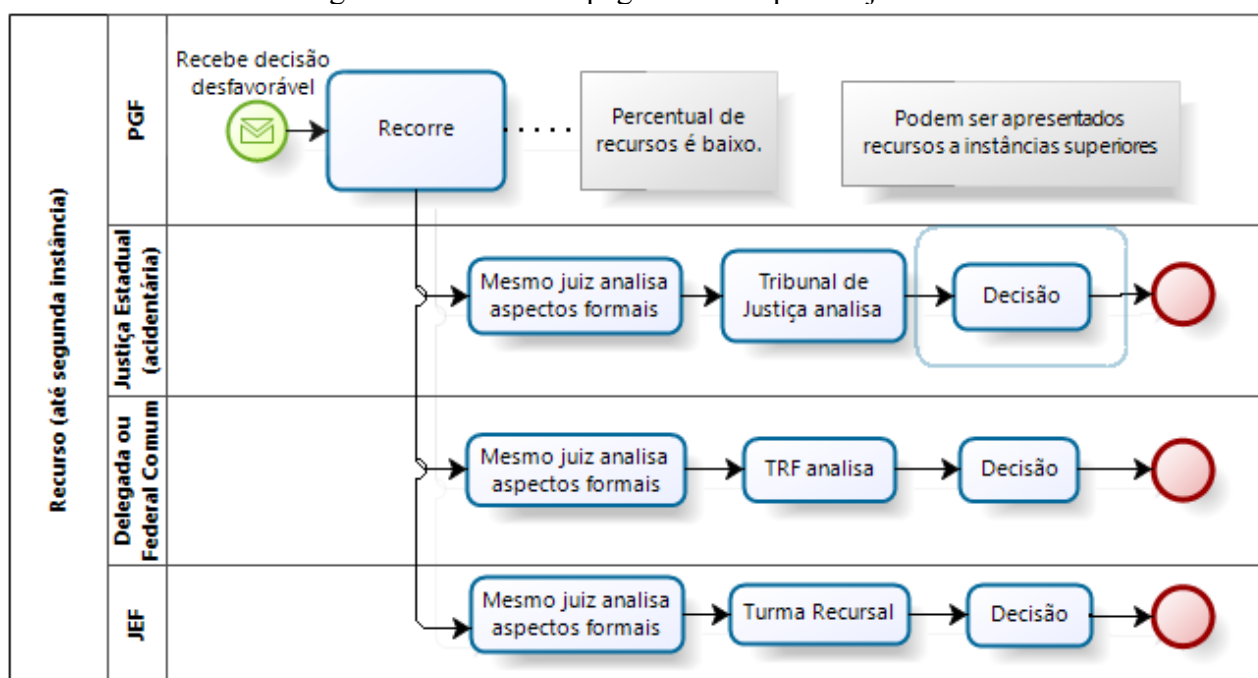 Recurso (até segunda instância)
PGF
Recebe decisão
desfavorável
Recorre
Percentual de
recursos é baixo.
Podem ser apresentados
recursos a instâncias superiores
Justiça Estadual
(acidentária)
Mesmo juiz analisa
aspectos formais
Tribunal de
Justiça analisa
Decisão
Delegada ou
Federal Comum
Mesmo juiz analisa
aspectos formais
TRF analisa
Decisão
JEF
Mesmo juiz analisa
aspectos formais
Turma Recursal
Decisão